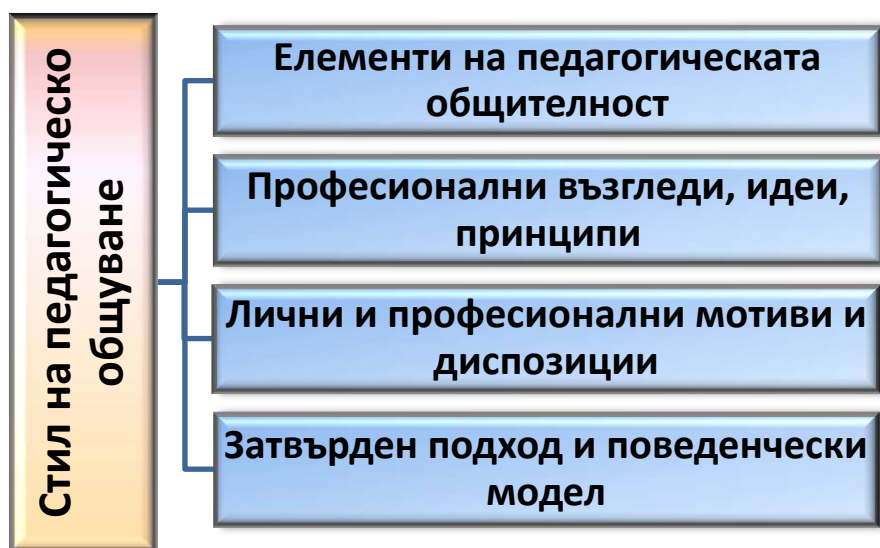 Стил на педагогическо
общуване
Елементи на педагогическата
общителност
Професионални възгледи, идеи,
принципи
Лични и професионални мотиви и
диспозиции
Затвърден подход и поведенчески
модел